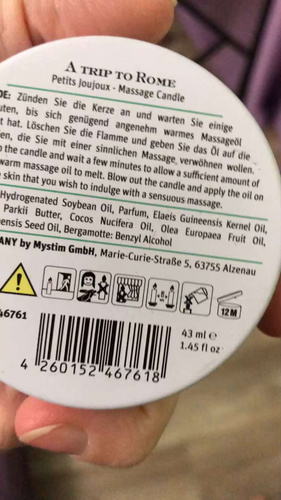 A TRIP TO ROME
Petits Joujoux - Massage Candle
DE: Zünden Sie die Kerze an und warten Sie einige
bis sich genügend angenehm warmes Massageöl
hat. Löschen Sie die Flamme und geben Sie das Öl auf die
die Sie mit einer sinnlichen Massage verwöhnen wollen.
the candle and wait a few minutes to allow a sufficient amount of
warm massage oil to melt. Blow out the candle and apply the oil on
skin that you wish to indulge with a sensuous massage.
Hydrogenated Soybean Oil, Parfum, Elaeis Guineensis Kernel Oil,
Parkii Butter, Cocos Nucifera Oil, Olea Europaea Fruit Oil,
Seed Oil, Bergamotte: Benzyl Alcohol
by Mystim GmbH, Marie-Curie-Straße 5, 63755 Alzenau
12 M
46761
43 ml e
1.45 fl oz
4 260152 467618